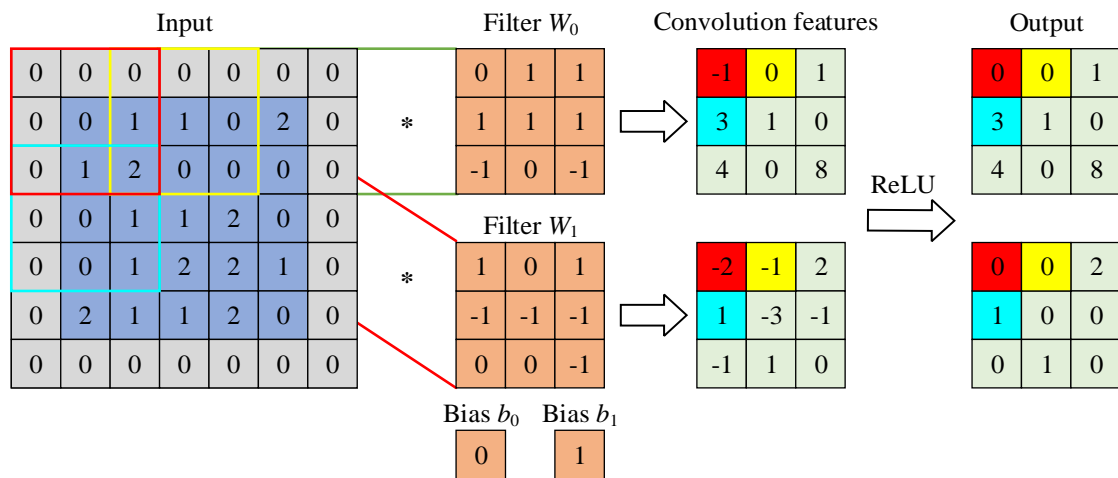 Input
Filter W0
Convolution features
Output
0 0 0 0 0 0 0
0 0 1 1 0 2 0
0 1 2 0 0 0 0
0 0 1 1 2 0 0
0 0 1 2 2 1 0
0 2 1 1 2 0 0
0 0 0 0 0 0 0
*
0 1 1
1 1 1
-1 0 -1
-1 0 1
3 1 0
4 0 8
ReLU
0 0 1
3 1 0
4 0 8
Filter W1
*
1 0 1
-1 -1 -1
0 0 -1
-2 -1 2
1 -3 -1
-1 1 0
0 0 2
1 0 0
0 1 0
Bias b0
Bias b1
0
1